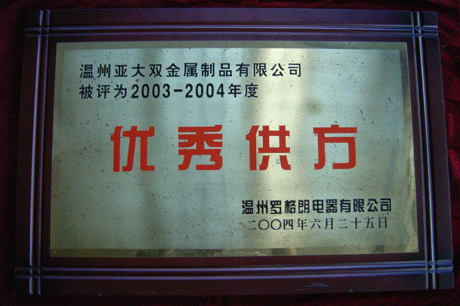 温州亚大双金属制品有限公司
被评为2003-2004年度
优秀供方
温州罗格朗电器有限公司
二〇〇四年六月二十五日